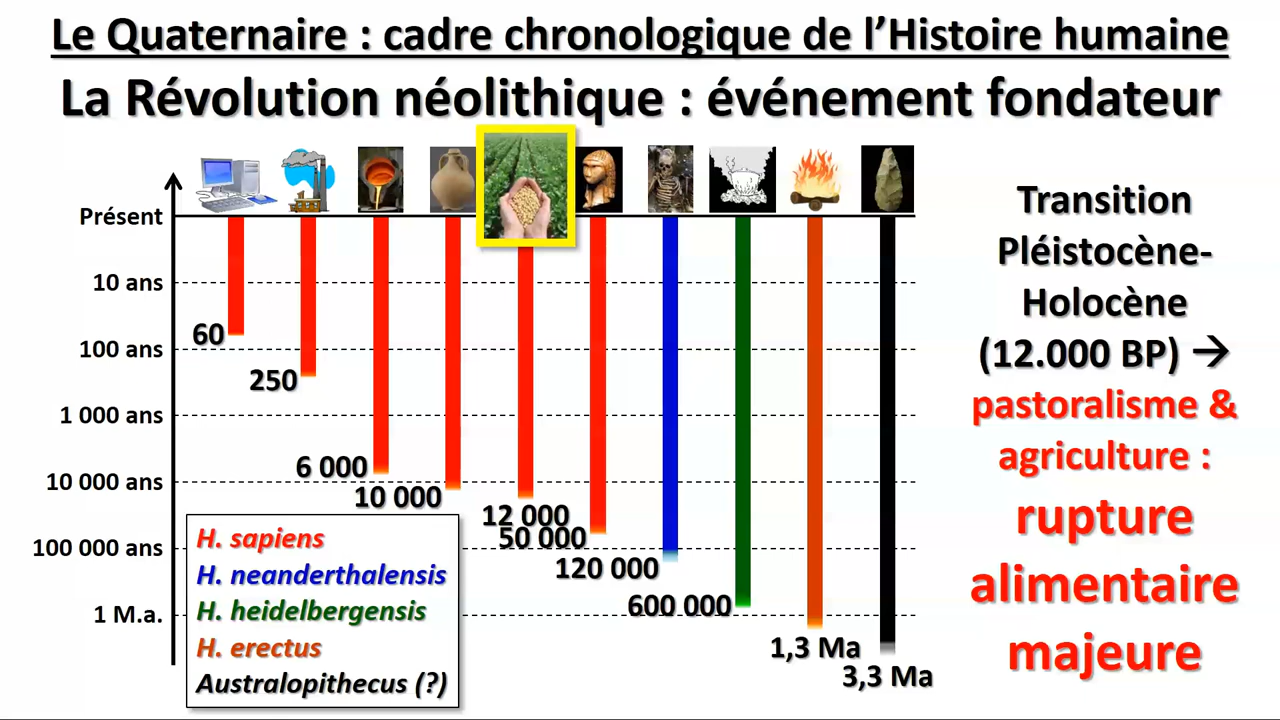 Le Quaternaire : cadre chronologique de l’Histoire humaine
La Révolution néolithique : événement fondateur
Présent
10 ans
100 ans
1 000 ans
10 000 ans
100 000 ans
1 M.a.
60
250
6 000
10 000
12 000
50 000
120 000
600 000
1,3 Ma
3,3 Ma
H. sapiens
H. neanderthalensis
H. heidelbergensis
H. erectus
Australopithecus (?)
Transition
Pléistocène-
Holocène
(12.000 BP) →
pastoralisme &
agriculture :
rupture
alimentaire
majeure